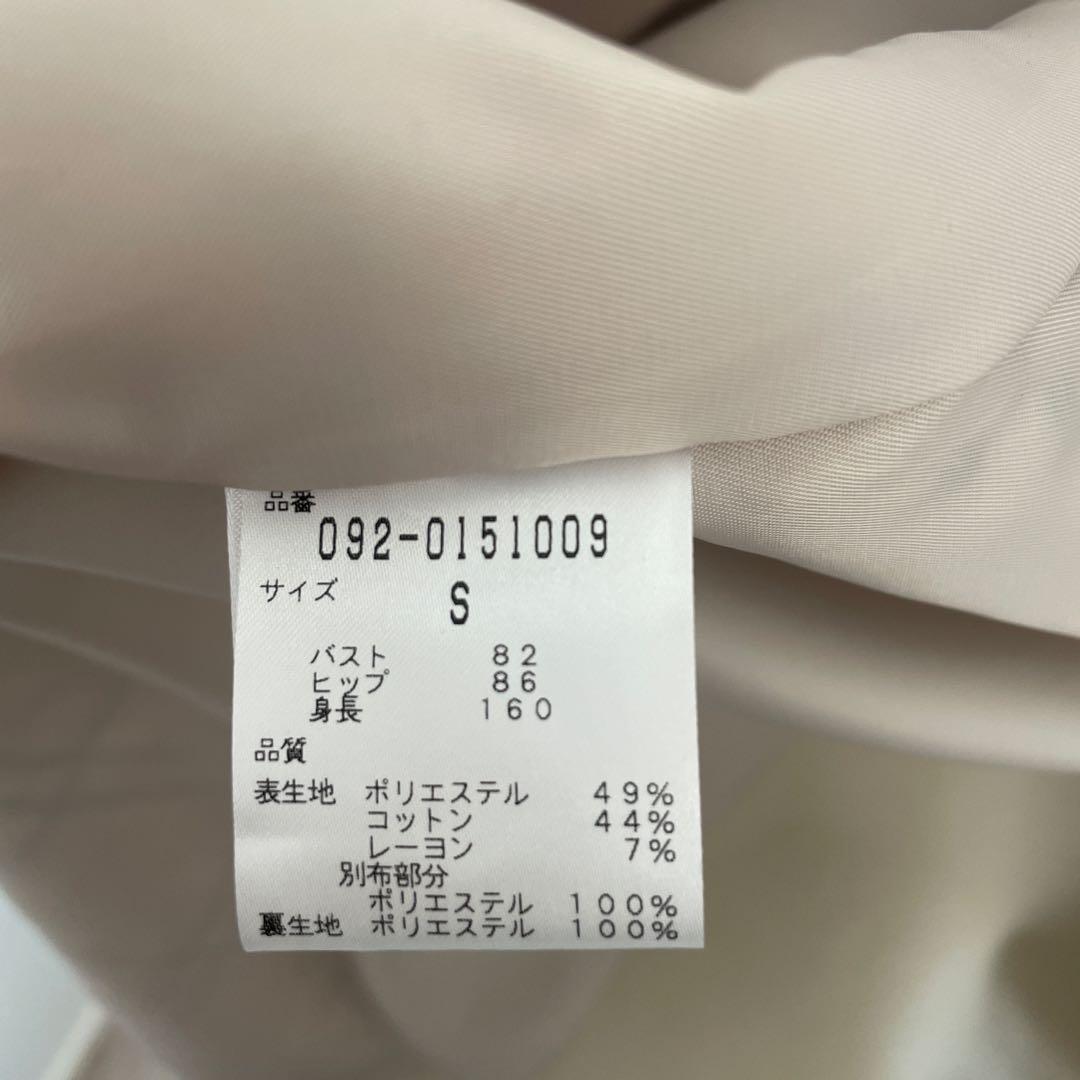 品番
092-0151009
サイズ S
バスト 82
ヒップ 86
身長 160
品質
表生地 ポリエステル 49%
コットン 44%
レーヨン 7%
別布部分
ポリエステル 100%
裏生地 ポリエステル 100%